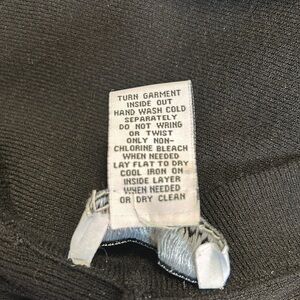 TURN GARMENT
INSIDE OUT
HAND WASH COLD
SEPARATELY
DO NOT WRING
OR TWIST
ONLY NON-
CHLORINE BLEACH
WHEN NEEDED
LAY FLAT TO DRY
COOL IRON ON
INSIDE LAYER
WHEN NEEDED
OR DRY CLEAN